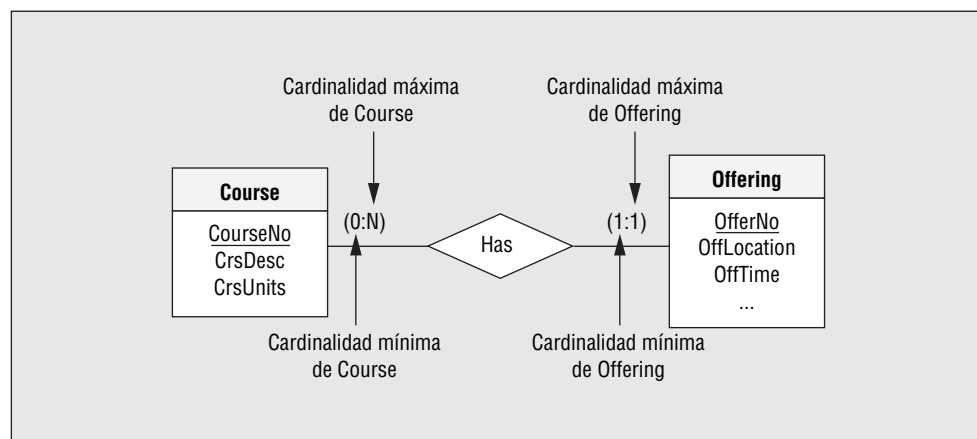 Cardinalidad máxima
de Course
Cardinalidad máxima
de Offering
Course
CourseNo
CrsDesc
CrsUnits
(0:N)
Has
(1:1)
Offering
OfferNo
OffLocation
OffTime
...
Cardinalidad mínima
de Course
Cardinalidad mínima
de Offering